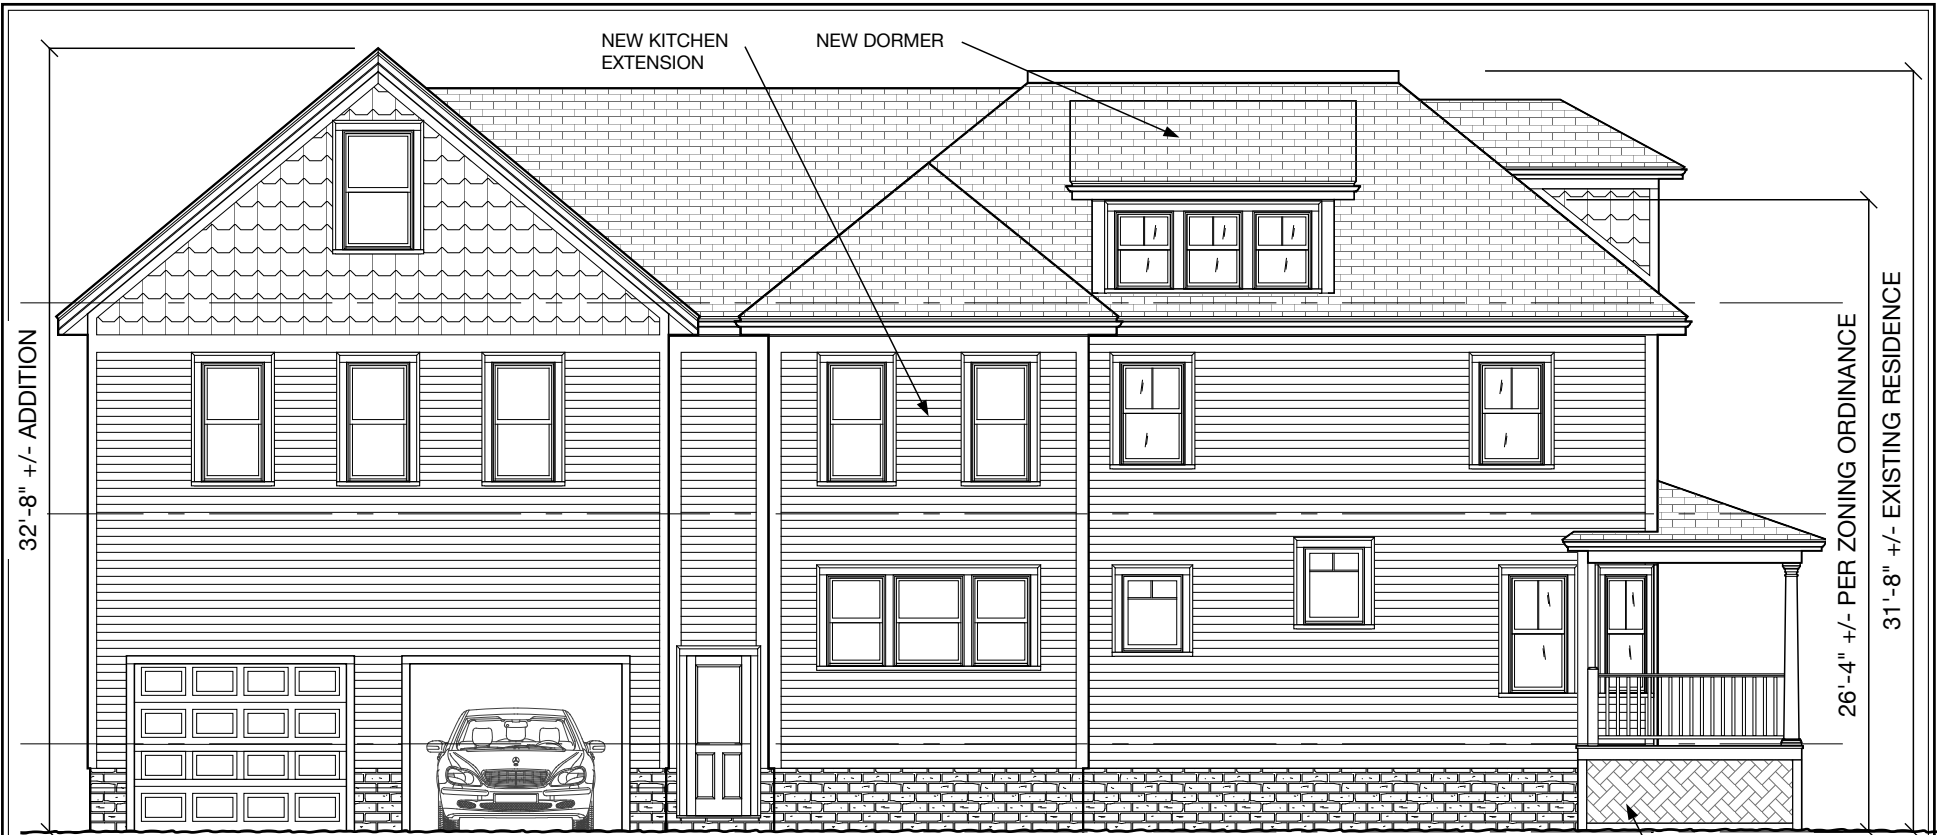 NEW KITCHEN
EXTENSION
NEW DORMER
32'-8" +/- ADDITION
26'-4" +/- PER ZONING ORDINANCE
31'-8" +/- EXISTING RESIDENCE